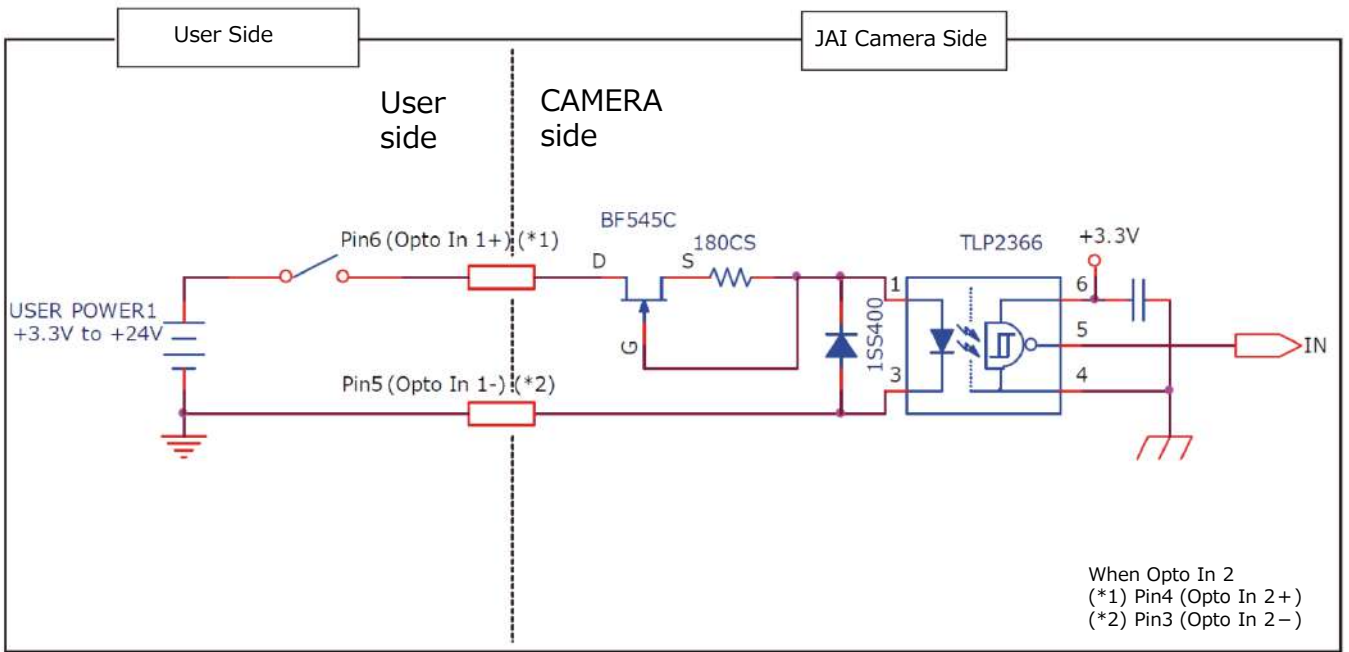 User Side
JAI Camera Side
User
side
CAMERA
side
BF545C
Pin6 (Opto In 1+) (*1)
D
S
180CS
TLP2366
+3.3V
USER POWER1
+3.3V to +24V
G
1SS400
1
6
5
IN
3
4
Pin5 (Opto In 1-) (*2)
When Opto In 2
(*1) Pin4 (Opto In 2+)
(*2) Pin3 (Opto In 2−)